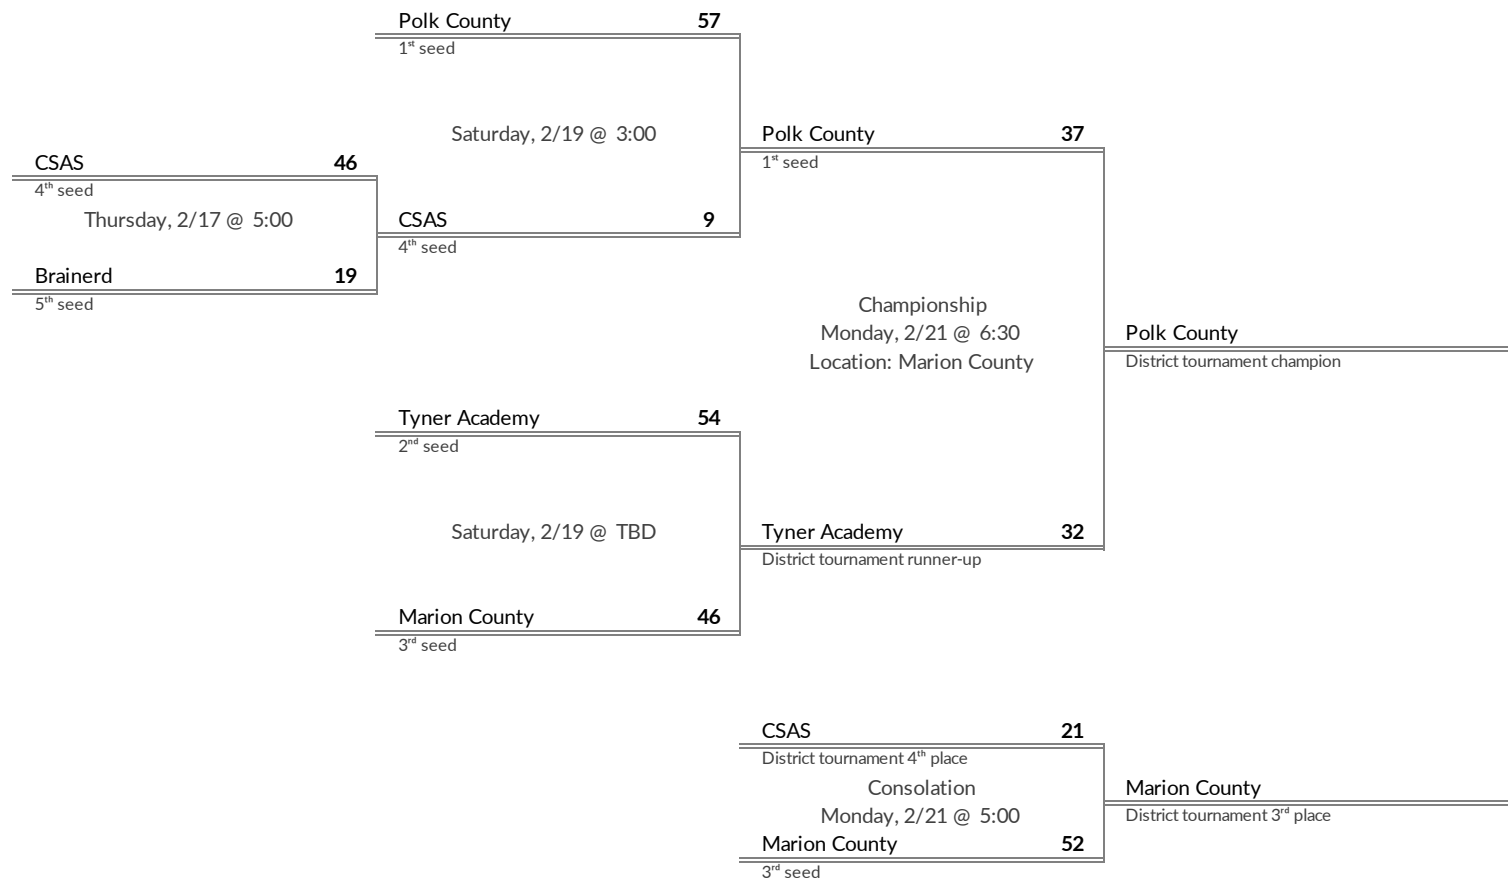 Polk County 57
1st seed
Saturday, 2/19 @ 3:00
CSAS 46
4th seed
Thursday, 2/17 @ 5:00
Brainerd 19
5th seed
CSAS 9
4th seed
Polk County 37
1st seed
Championship
Monday, 2/21 @ 6:30
Location: Marion County
Polk County
District tournament champion
Tyner Academy 54
2nd seed
Saturday, 2/19 @ TBD
Marion County 46
3rd seed
Tyner Academy 32
District tournament runner-up
CSAS 21
District tournament 4th place
Consolation
Monday, 2/21 @ 5:00
Marion County 52
3rd seed
Marion County
District tournament 3rd place